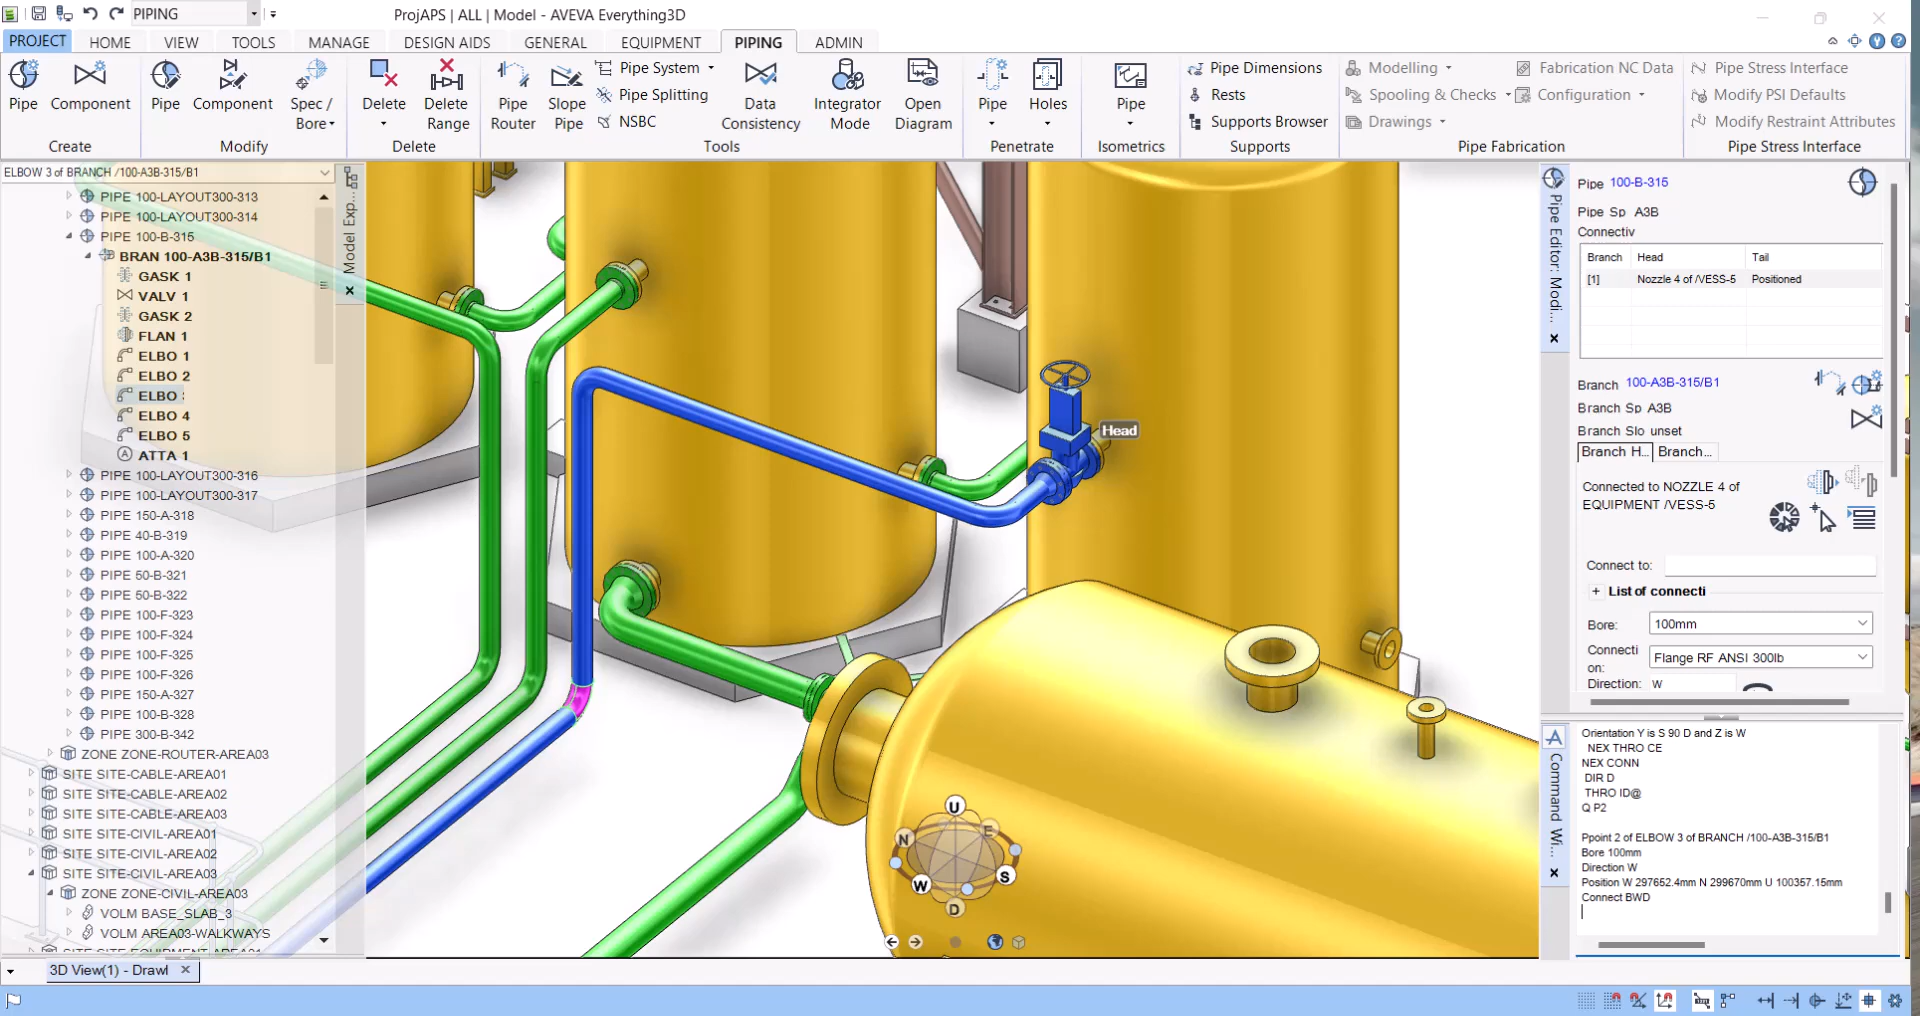 PIPING
ProjAPS | ALL | Model - AVEVA Everything3D
PROJECT HOME VIEW TOOLS MANAGE DESIGN AIDS GENERAL EQUIPMENT PIPING ADMIN
Pipe
Component
Create
Pipe
Component
Spec / Bore
Modify
Delete
Delete Range
Delete
Pipe Router
Slope Pipe
Pipe System
Pipe Splitting
NSBC
Data Consistency
Integrator Mode
Open Diagram
Tools
Pipe
Holes
Penetrate
Pipe
Isometrics
Pipe Dimensions
Rests
Supports Browser
Supports
Modelling
Spooling & Checks
Drawings
Fabrication NC Data
Configuration
Pipe Fabrication
Pipe Stress Interface
Modify PSI Defaults
Modify Restraint Attributes
Pipe Stress Interface
ELBOW 3 of BRANCH /100-A3B-315/B1
PIPE 100-LAYOUT300-313
PIPE 100-LAYOUT300-314
PIPE 100-B-315
BRAN 100-A3B-315/B1
GASK 1
VALV 1
GASK 2
FLAN 1
ELBO 1
ELBO 2
ELBO
ELBO 4
ELBO 5
ATTA 1
PIPE 100-LAYOUT300-316
PIPE 100-LAYOUT300-317
PIPE 150-A-318
PIPE 40-B-319
PIPE 100-A-320
PIPE 50-B-321
PIPE 50-B-322
PIPE 100-F-323
PIPE 100-F-324
PIPE 100-F-325
PIPE 100-F-326
PIPE 150-A-327
PIPE 100-B-328
PIPE 300-B-342
ZONE ZONE-ROUTER-AREA03
SITE SITE-CABLE-AREA01
SITE SITE-CABLE-AREA02
SITE SITE-CABLE-AREA03
SITE SITE-CIVIL-AREA01
SITE SITE-CIVIL-AREA02
SITE SITE-CIVIL-AREA03
ZONE ZONE-CIVIL-AREA03
VOLM BASE_SLAB_3
VOLM AREA03-WALKWAYS
Model Exp...
Head
U
N
E
W
S
D
Pipe Editor: Modi...
Pipe 100-B-315
Pipe Sp A3B
Connectiv
Branch Head Tail
[1] Nozzle 4 of /VESS-5 Positioned
Branch 100-A3B-315/B1
Branch Sp A3B
Branch Slo unset
Branch H... Branch...
Connected to NOZZLE 4 of
EQUIPMENT /VESS-5
Connect to:
+ List of connecti
Bore: 100mm
Connecti on: Flange RF ANSI 300lb
Direction: W
Command Wi...
Orientation Y is S 90 D and Z is W
NEX THRO CE
NEX CONN
DIR D
THRO ID@
Q P2
Ppoint 2 of ELBOW 3 of BRANCH /100-A3B-315/B1
Bore 100mm
Direction W
Position W 297652.4mm N 299670mm U 100357.15mm
Connect BWD
3D View(1) - Drawl